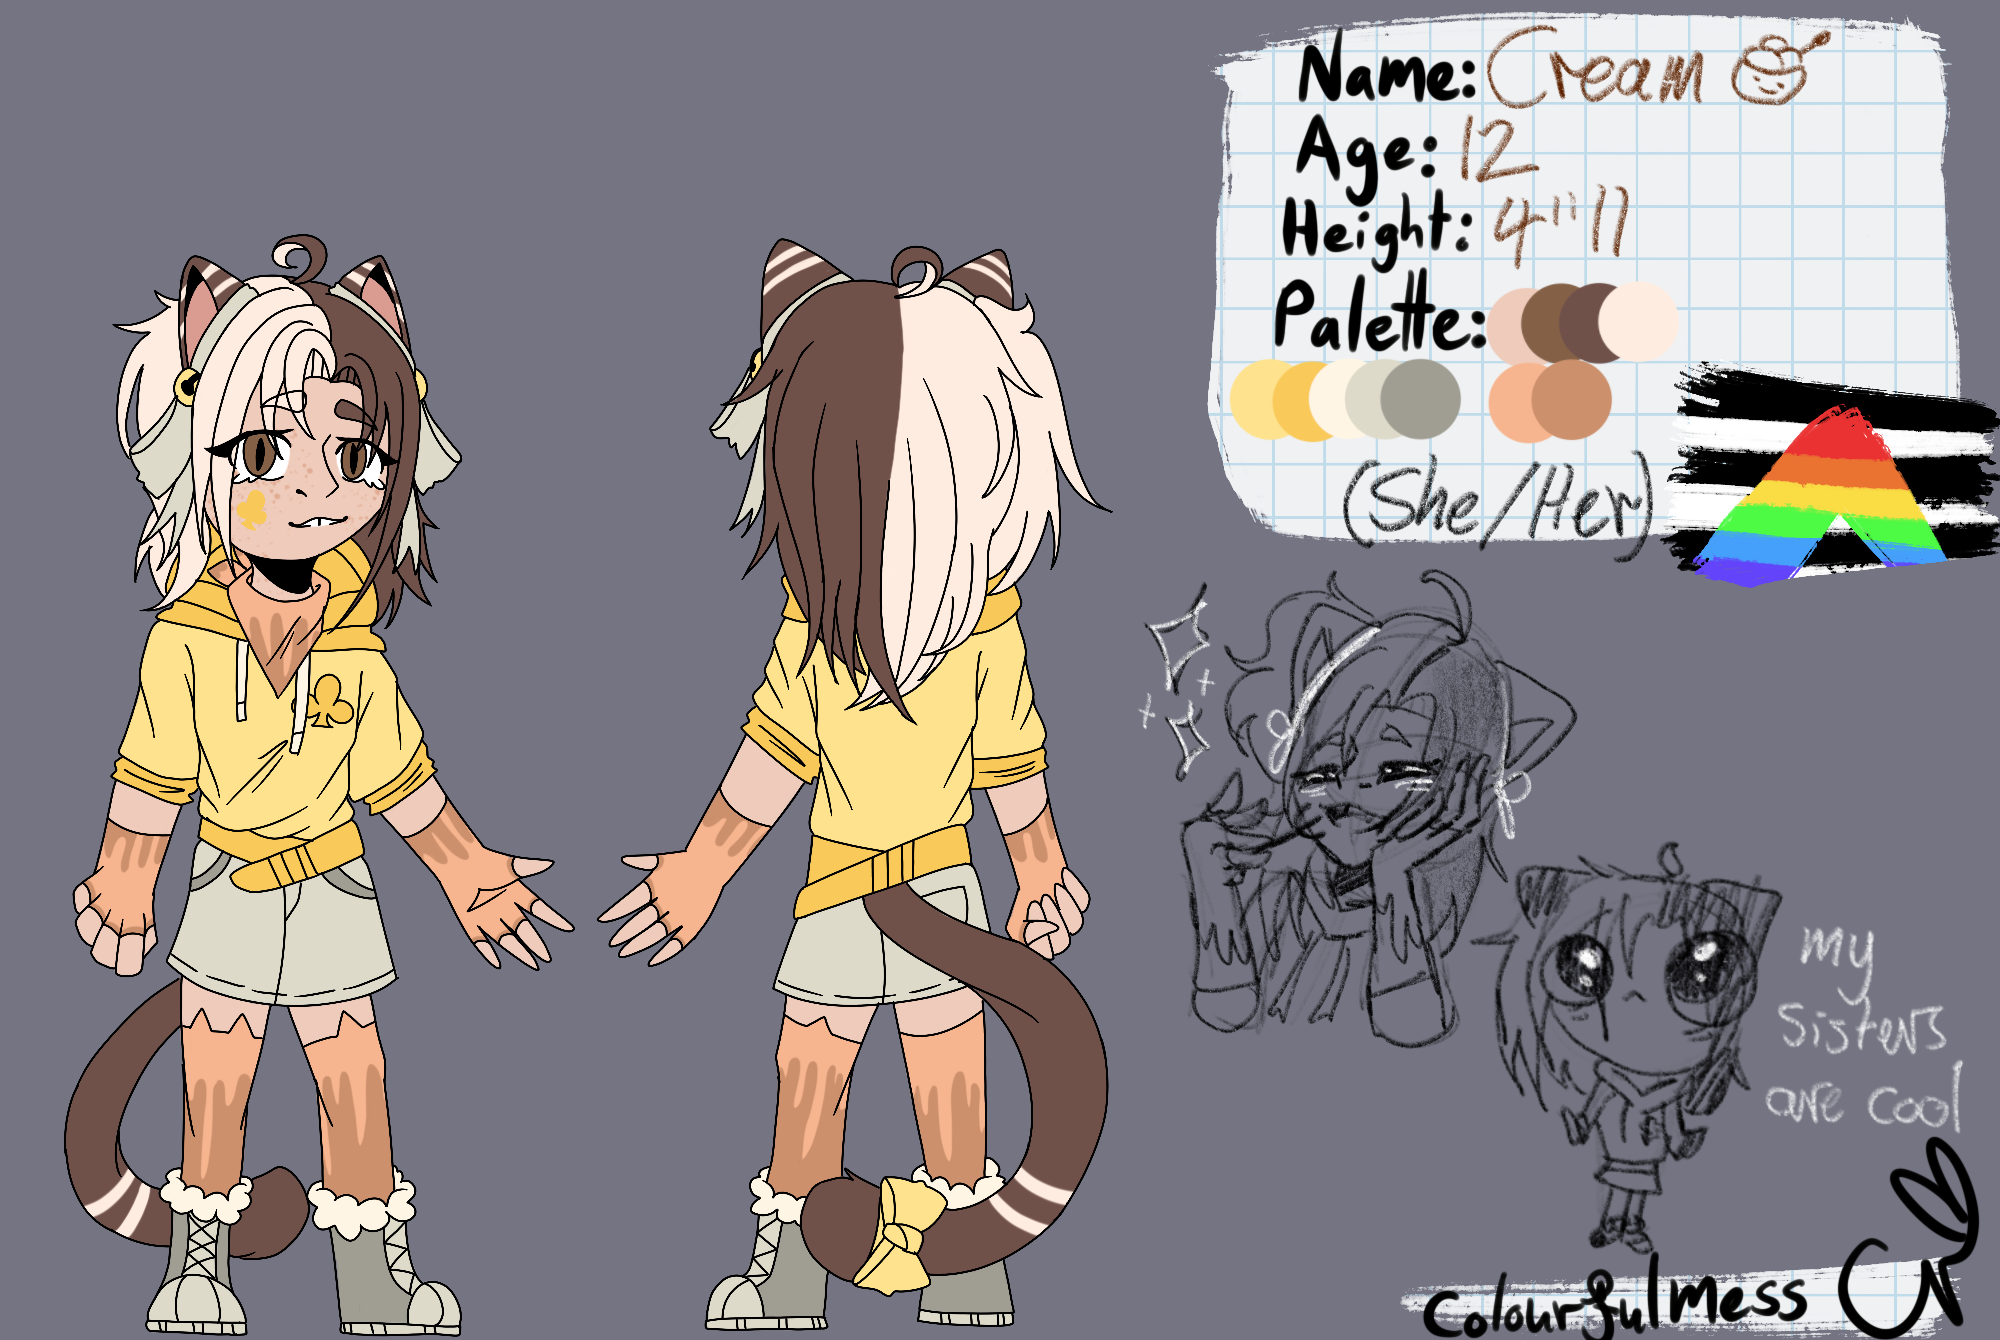 Name: Cream
Age: 12
Height: 4"11
Palette:
(She/Her)
my
sisters
are cool
Colourfulmess